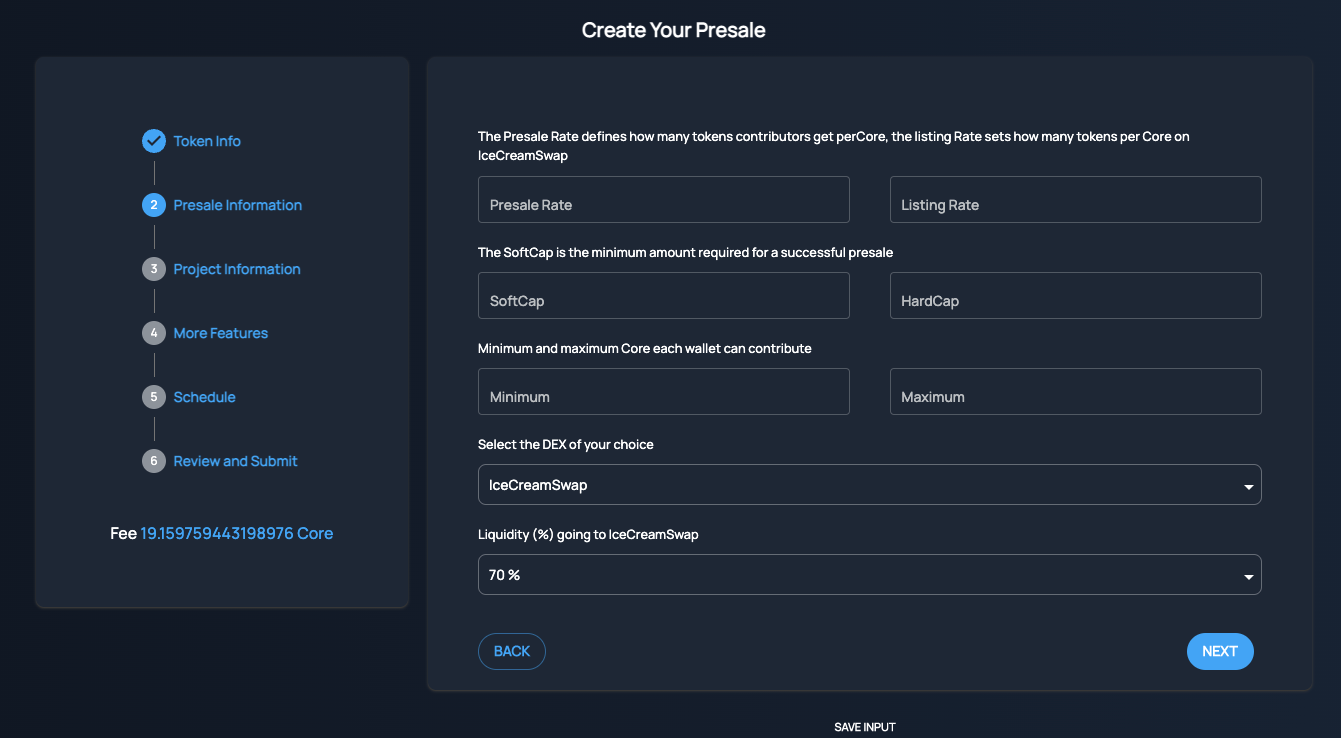 Create Your Presale
Token Info
2 Presale Information
3 Project Information
4 More Features
5 Schedule
6 Review and Submit
Fee 19.159759443198976 Core
The Presale Rate defines how many tokens contributors get perCore, the listing Rate sets how many tokens per Core on
IceCreamSwap
Presale Rate
Listing Rate
The SoftCap is the minimum amount required for a successful presale
SoftCap
HardCap
Minimum and maximum Core each wallet can contribute
Minimum
Maximum
Select the DEX of your choice
IceCreamSwap
Liquidity (%) going to IceCreamSwap
70 %
BACK
NEXT
SAVE INPUT